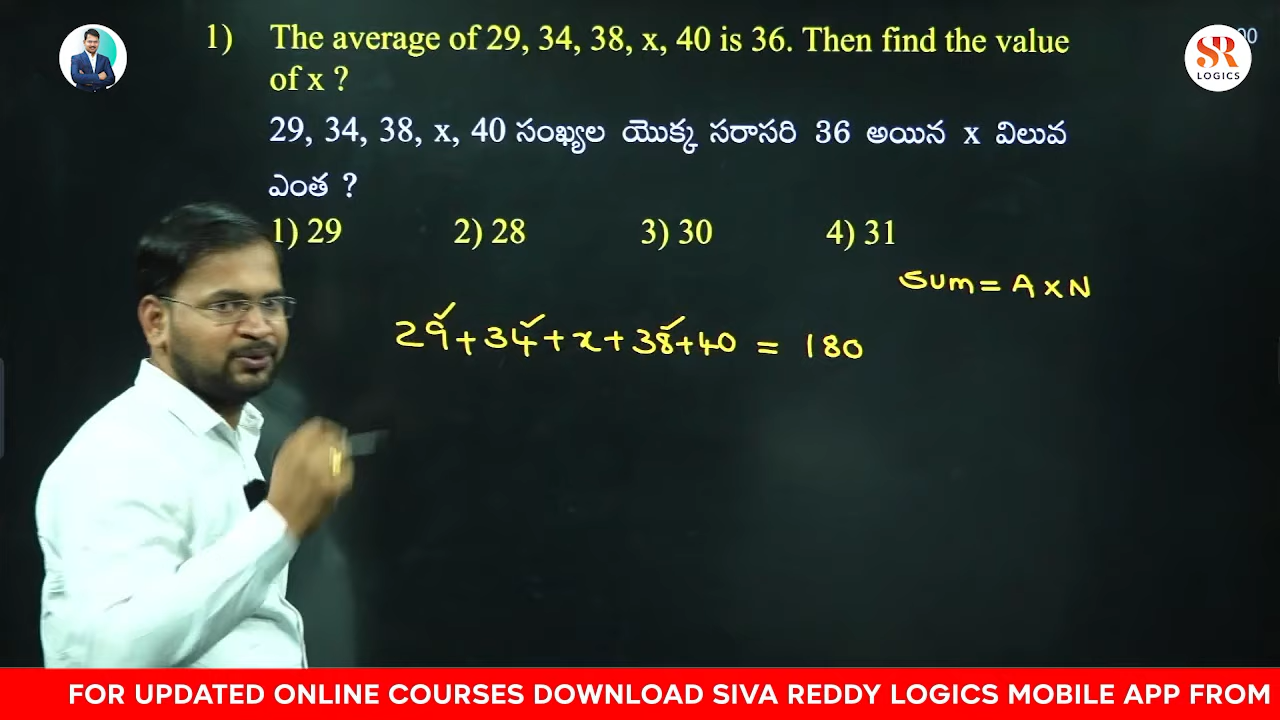 1) The average of 29, 34, 38, x, 40 is 36. Then find the value
of x ?
29, 34, 38, x, 40 సంఖ్యల యొక్క సరాసరి 36 అయిన x విలువ
ఎంత ?
1) 29 2) 28 3) 30 4) 31
Sum = A x N
29 + 34 + x + 38 + 40 = 180
SR
LOGICS
FOR UPDATED ONLINE COURSES DOWNLOAD SIVA REDDY LOGICS MOBILE APP FROM